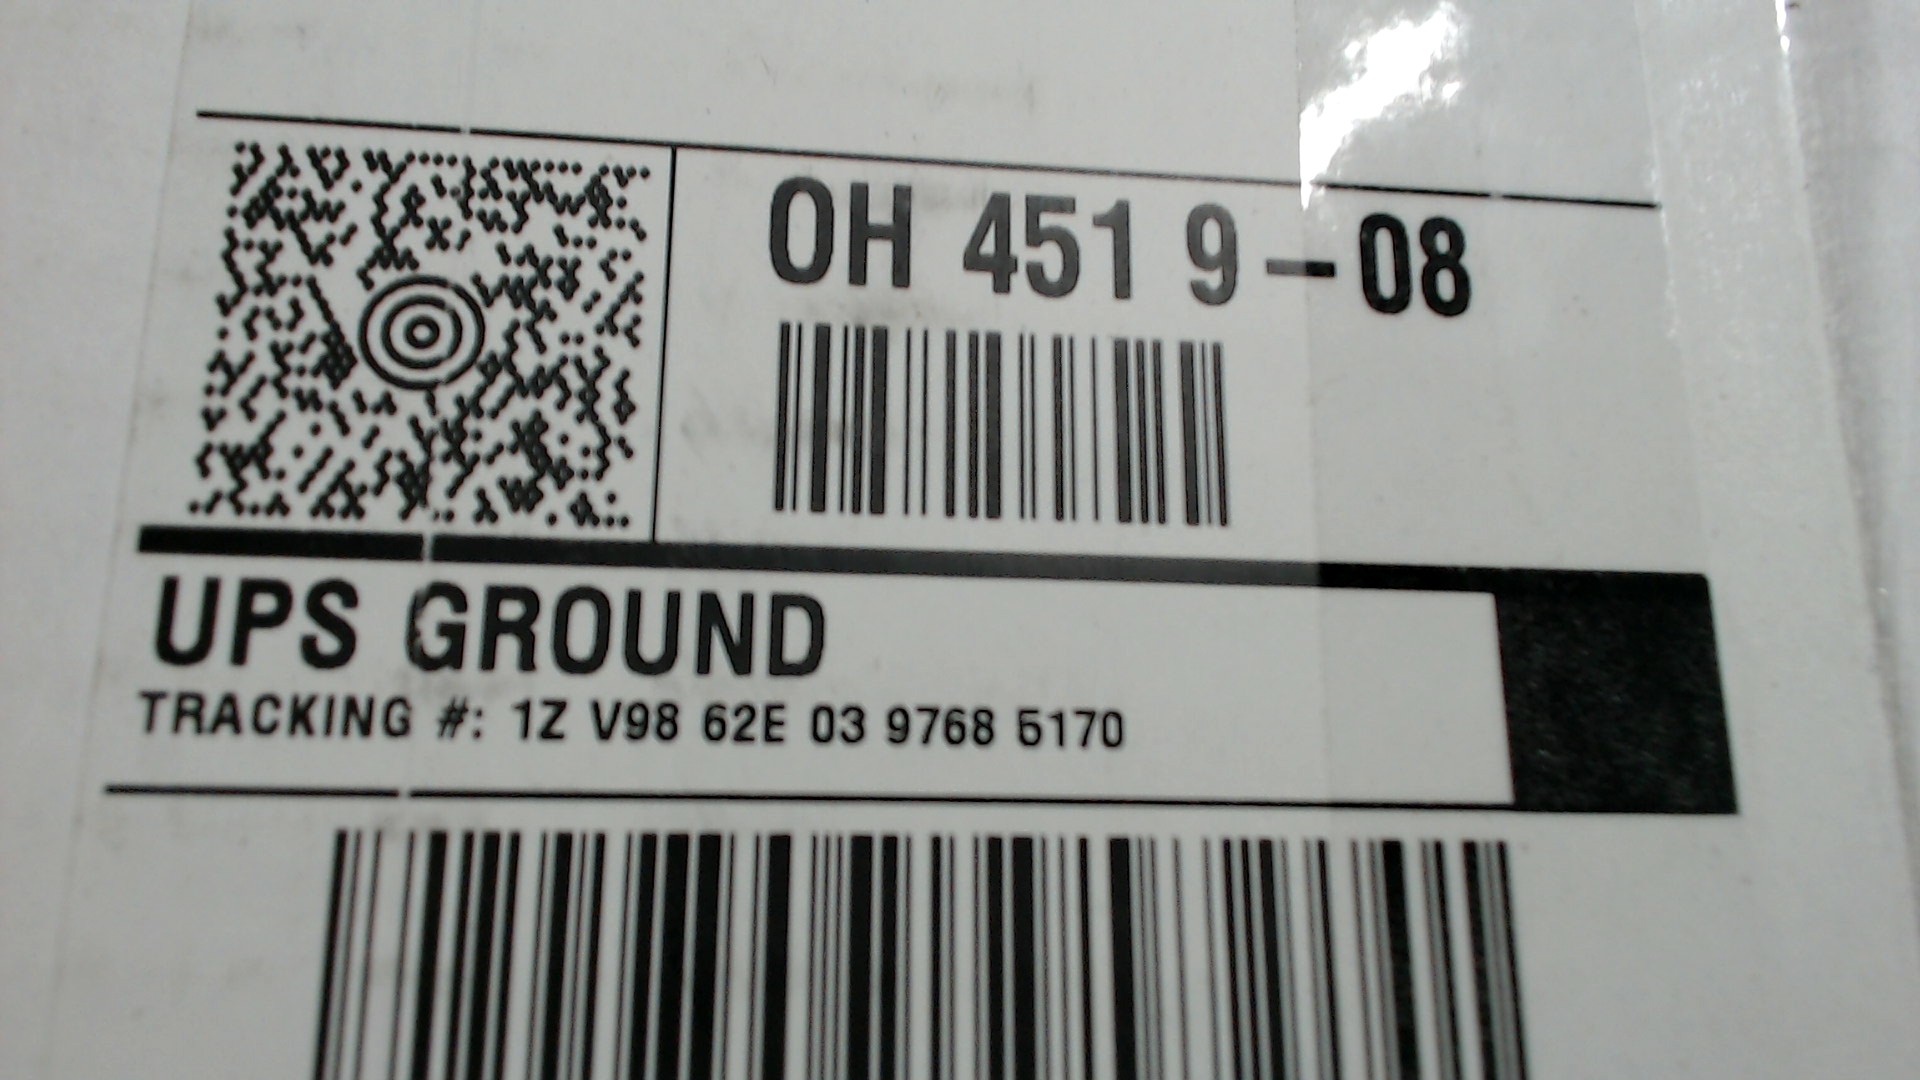 OH 451 9-08
UPS GROUND
TRACKING #: 1Z V98 62E 03 9768 5170